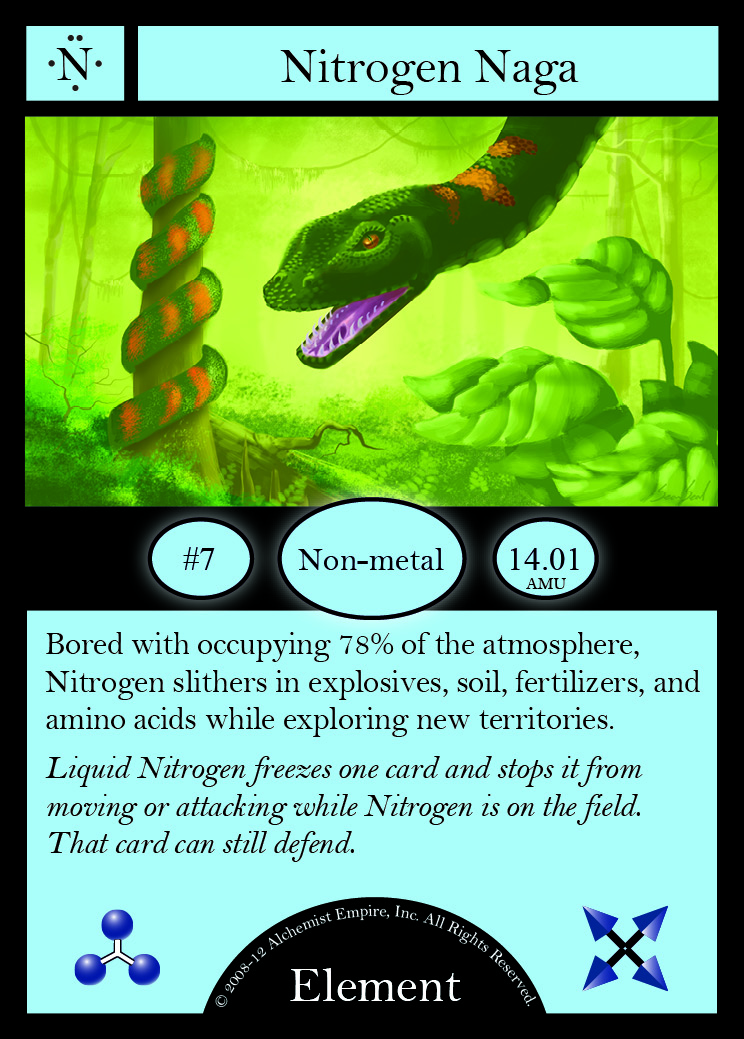 N
Nitrogen Naga
#7
Non-metal
14.01
AMU
Bored with occupying 78% of the atmosphere,
Nitrogen slithers in explosives, soil, fertilizers, and
amino acids while exploring new territories.
Liquid Nitrogen freezes one card and stops it from
moving or attacking while Nitrogen is on the field.
That card can still defend.
© 2008-12 Alchemist Empire, Inc. All Rights Reserved.
Element